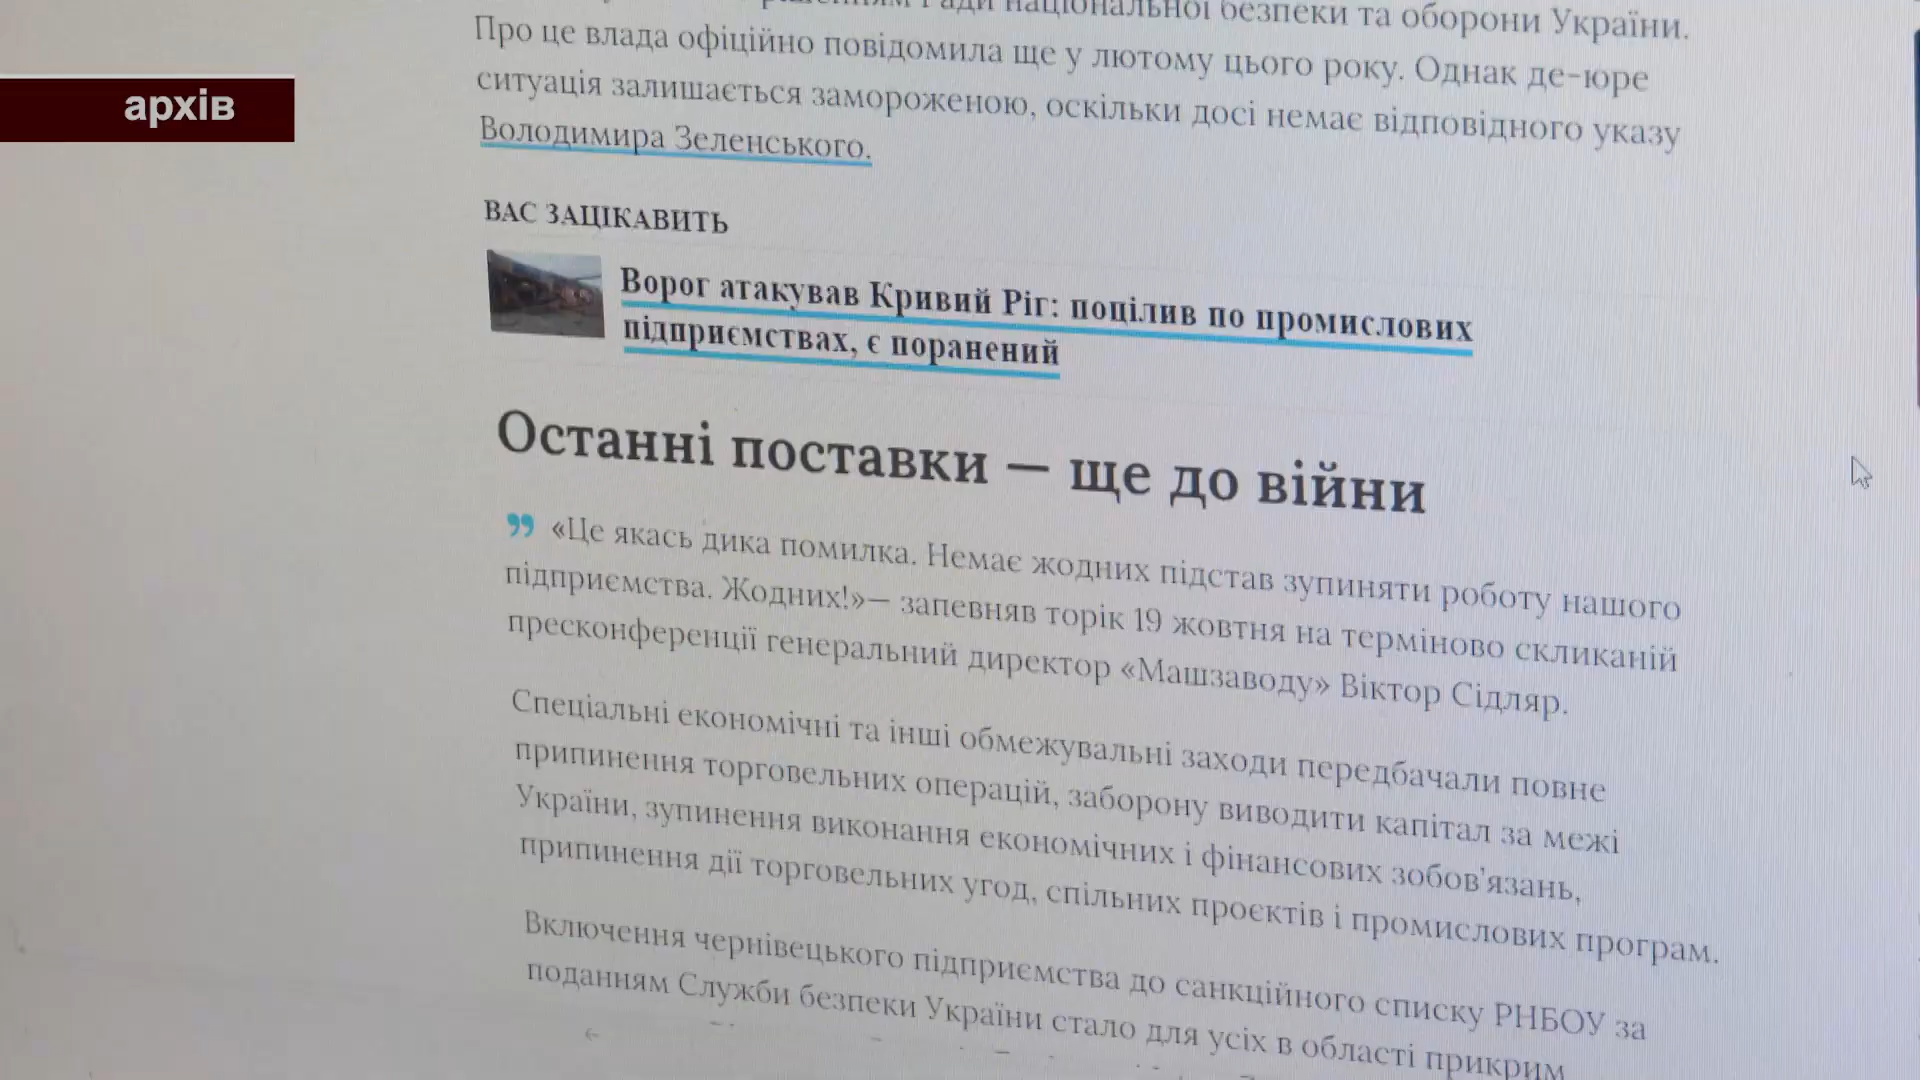 архів
національної безпеки та оборони України.
Про це влада офіційно повідомила ще у лютому цього року. Однак де-юре
ситуація залишається замороженою, оскільки досі немає відповідного указу
Володимира Зеленського.
ВАС ЗАЦІКАВИТЬ
Ворог атакував Кривий Ріг: поцілив по промислових
підприємствах, є поранений
Останні поставки — ще до війни
«Це якась дика помилка. Немає жодних підстав зупиняти роботу нашого
підприємства. Жодних!»— запевняв торік 19 жовтня на терміново скликаній
пресконференції генеральний директор «Машзаводу» Віктор Сідляр.
Спеціальні економічні та інші обмежувальні заходи передбачали повне
припинення торговельних операцій, заборону виводити капітал за межі
України, зупинення виконання економічних і фінансових зобов'язань,
припинення дії торговельних угод, спільних проєктів і промислових програм.
Включення чернівецького підприємства до санкційного списку РНБОУ за
поданням Служби безпеки України стало для усіх в області прикрим